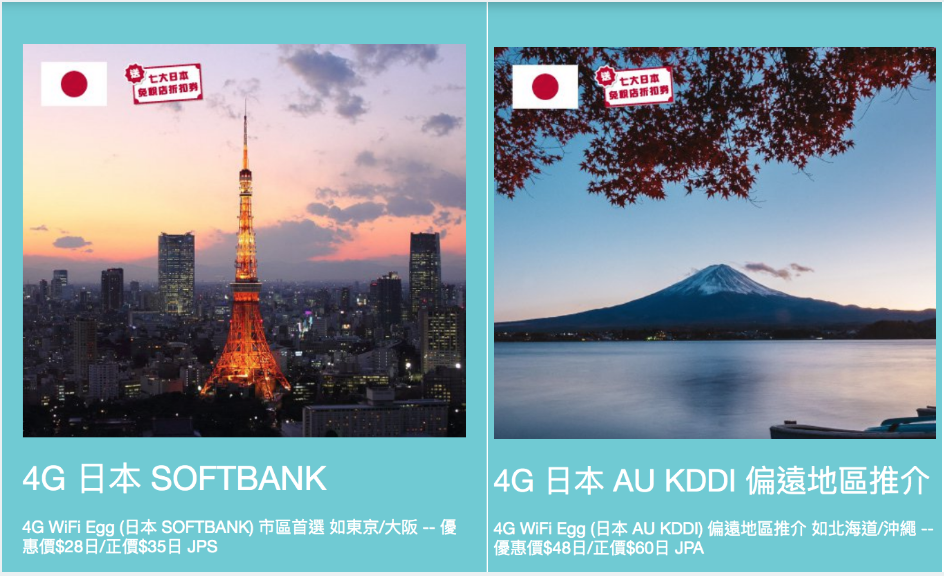 送
七大日本
免稅店折扣券
4G 日本 SOFTBANK
4G WiFi Egg (日本 SOFTBANK) 市區首選 如東京/大阪 -- 優
惠價$28日/正價$35日 JPS
送
七大日本
免稅店折扣券
4G 日本 AU KDDI 偏遠地區推介
4G WiFi Egg (日本 AU KDDI) 偏遠地區推介 如北海道/沖繩 --
優惠價$48日/正價$60日 JPA